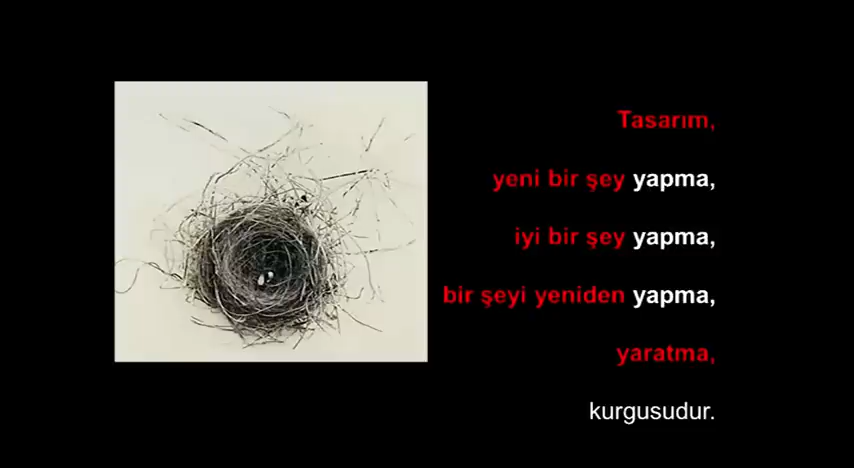 Tasarım,
yeni bir şey yapma,
iyi bir şey yapma,
bir şeyi yeniden yapma,
yaratma,
kurgusudur.